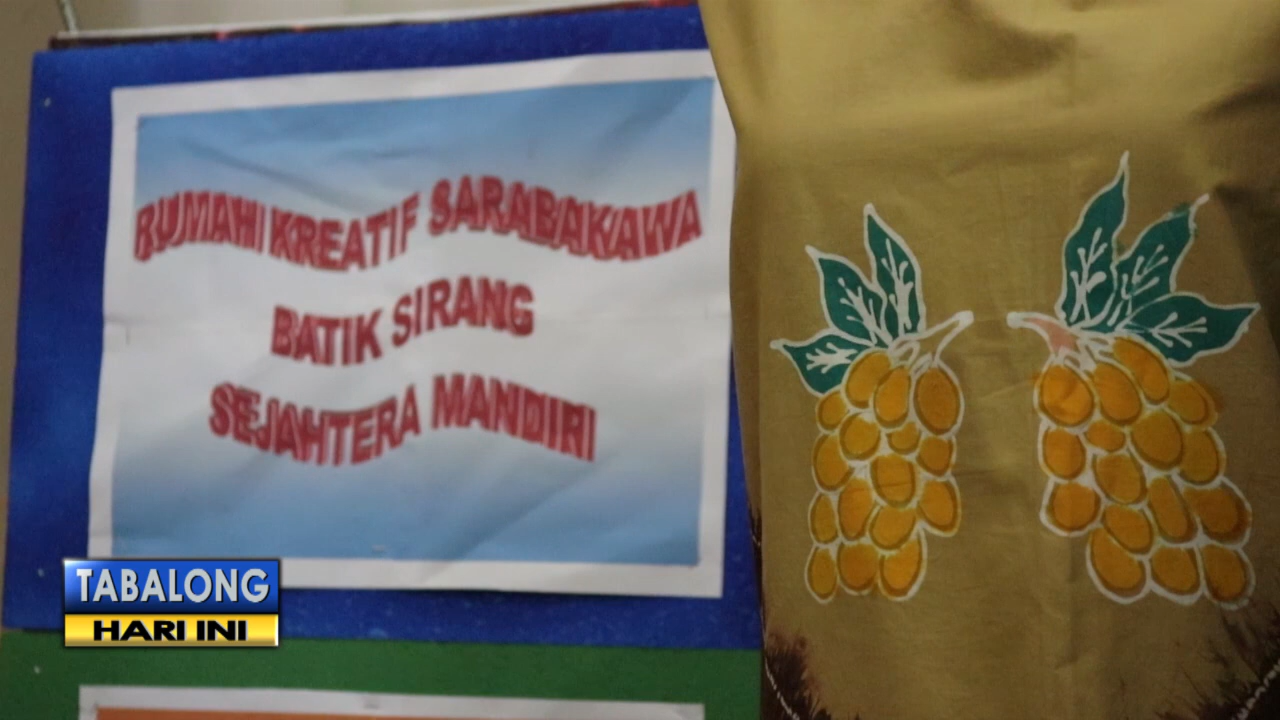 RUMAH KREATIF SARABAKAWA
BATIK SIRANG
SEJAHTERA MANDIRI
TABALONG
HARI INI